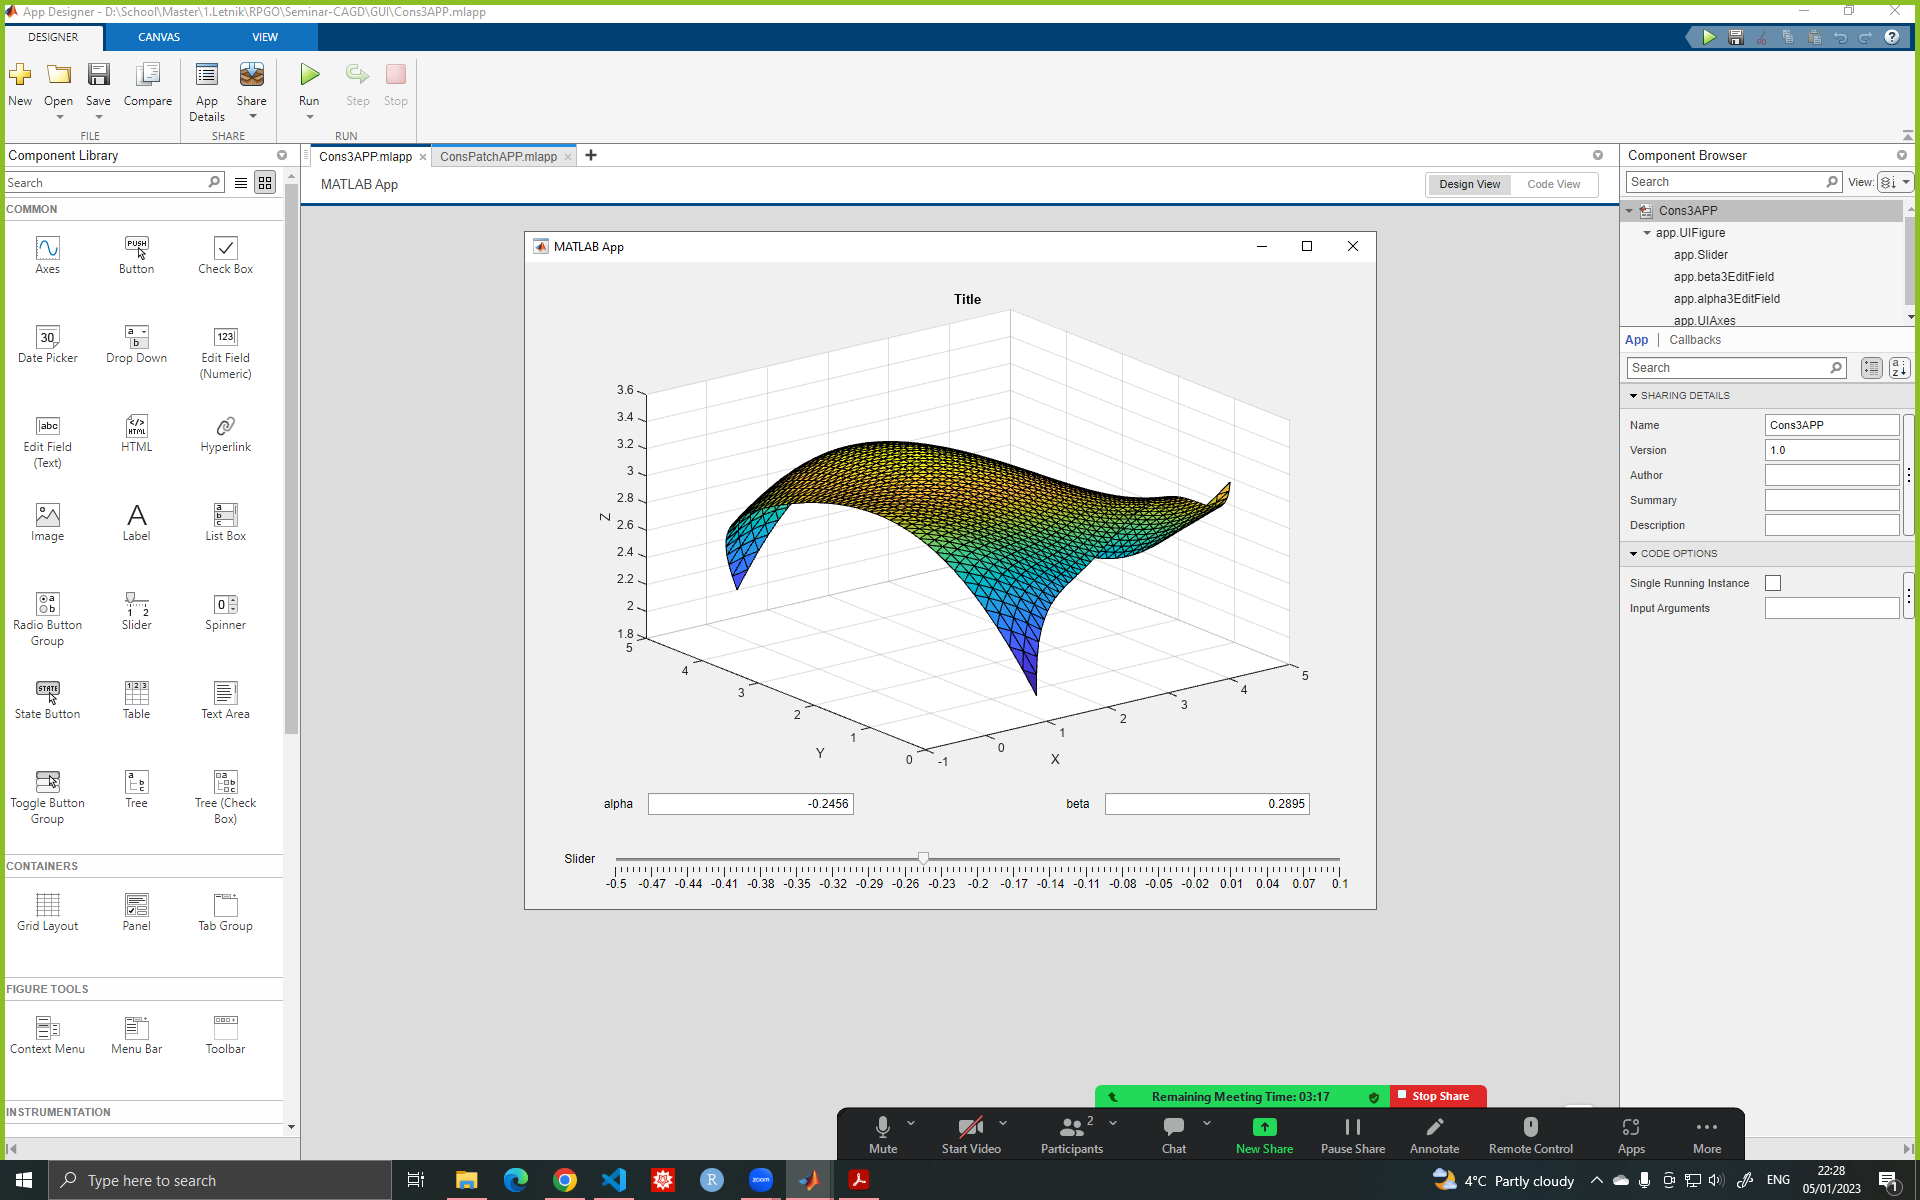 App Designer - D:\School\Master\1.Letnik\RPGO\Seminar-CAGD\GUI\Cons3APP.mlapp
DESIGNER CANVAS VIEW
New Open Save Compare App Details Share Run Step Stop
FILE SHARE RUN
Component Library
Search
COMMON
Axes Button Check Box
30 Date Picker Drop Down Edit Field (Numeric)
Edit Field (Text) HTML Hyperlink
Image Label List Box
Radio Button Group Slider Spinner
State Button Table Text Area
Toggle Button Group Tree Tree (Check Box)
CONTAINERS
Grid Layout Panel Tab Group
FIGURE TOOLS
Context Menu Menu Bar Toolbar
INSTRUMENTATION
Cons3APP.mlapp ConsPatchAPP.mlapp
MATLAB App
Design View Code View
MATLAB App
Title
3.6
3.4
3.2
3
2.8
2.6
2.4
2.2
2
1.8
Z
5 4 3 2 1 0
Y
-1 0 1 2 3 4 5
X
alpha -0.2456
beta 0.2895
Slider
-0.5 -0.47 -0.44 -0.41 -0.38 -0.35 -0.32 -0.29 -0.26 -0.23 -0.2 -0.17 -0.14 -0.11 -0.08 -0.05 -0.02 0.01 0.04 0.07 0.1
Component Browser
Search View:
Cons3APP
app.UIFigure
app.Slider
app.beta3EditField
app.alpha3EditField
app.UIAxes
App Callbacks
Search
SHARING DETAILS
Name Cons3APP
Version 1.0
Author
Summary
Description
CODE OPTIONS
Single Running Instance
Input Arguments
Remaining Meeting Time: 03:17 Stop Share
Mute Start Video Participants 2 Chat New Share Pause Share Annotate Remote Control Apps More
Type here to search
zoom
4°C Partly cloudy
ENG
22:28
05/01/2023
1